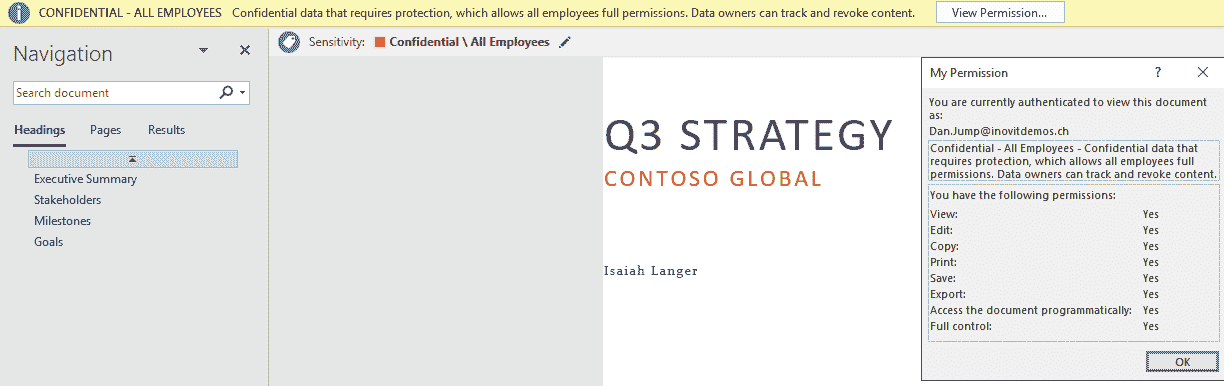 CONFIDENTIAL - ALL EMPLOYEES Confidential data that requires protection, which allows all employees full permissions. Data owners can track and revoke content. View Permission...
Navigation
Search document
Headings Pages Results
Executive Summary
Stakeholders
Milestones
Goals
Sensitivity: Confidential \ All Employees
Q3 STRATEGY
CONTOSO GLOBAL
Isaiah Langer
My Permission ?
You are currently authenticated to view this document
as:
Dan.Jump@inovitdemos.ch
Confidential - All Employees - Confidential data that
requires protection, which allows all employees full
permissions. Data owners can track and revoke content.
You have the following permissions:
View: Yes
Edit: Yes
Copy: Yes
Print: Yes
Save: Yes
Export: Yes
Access the document programmatically: Yes
Full control: Yes
OK